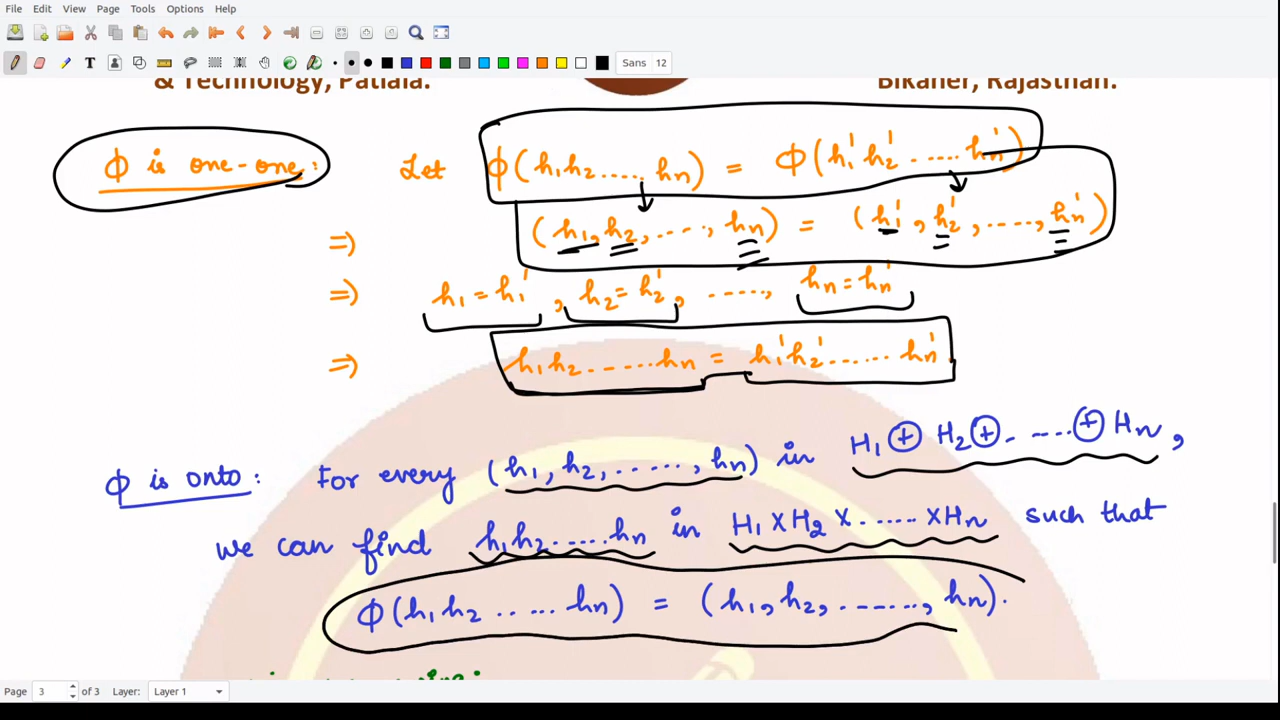 File Edit View Page Tools Options Help
Sans 12
& Technology, Patiala. Bikaner, Rajasthan.
ϕ is one-one: Let ϕ(h₁h₂.....hₙ) = ϕ(h₁'h₂'.....hₙ')
⇒ (h₁,h₂,....,hₙ) = (h₁',h₂',....,hₙ')
⇒ h₁=h₁', h₂=h₂', ....., hₙ=hₙ'
⇒ h₁h₂......hₙ = h₁'h₂'......hₙ'
ϕ is onto: For every (h₁,h₂,......,hₙ) in H₁⊕H₂⊕.....⊕Hₙ,
we can find h₁h₂.....hₙ in H₁×H₂×......×Hₙ such that
ϕ(h₁h₂.....hₙ) = (h₁,h₂,.......,hₙ).
Page 3 of 3 Layer: Layer 1